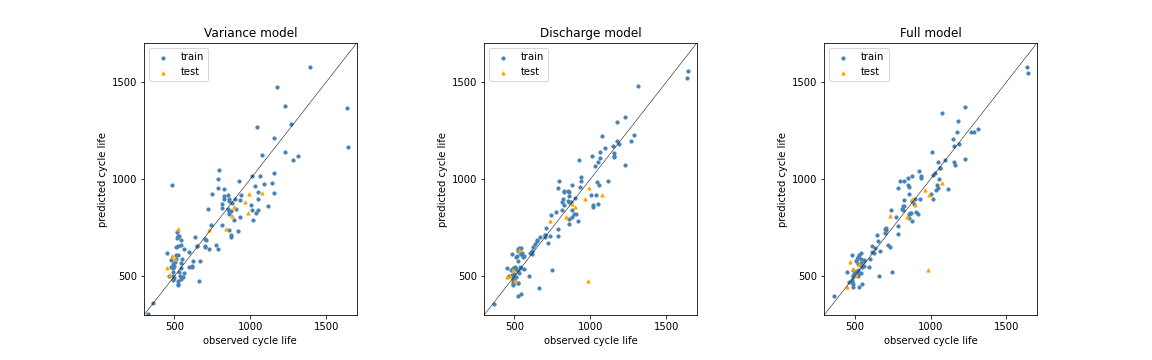 Variance model
train
test
1500
1000
500
predicted cycle life
500
1000
1500
observed cycle life
Discharge model
train
test
1500
1000
500
predicted cycle life
500
1000
1500
observed cycle life
Full model
train
test
1500
1000
500
predicted cycle life
500
1000
1500
observed cycle life